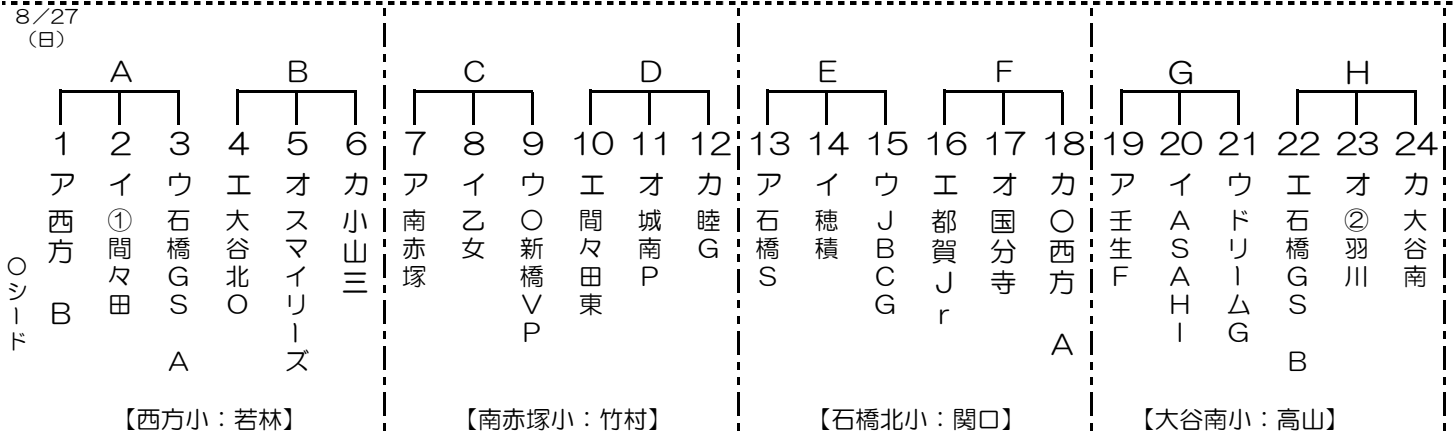 8/27
(日)
A B C D E F G H
1 2 3 4 5 6 7 8 9 10 11 12 13 14 15 16 17 18 19 20 21 22 23 24
ア イ ウ エ オ カ ア イ ウ エ オ カ ア イ ウ エ オ カ ア イ ウ エ オ カ
西方 B
①間々田
石橋GS A
大谷北O
スマイリーズ
小山三
南赤塚
乙女
○新橋VP
間々田東
城南P
睦G
石橋S
穂積
JBCG
都賀Jr
国分寺
○西方 A
壬生F
ASAHI
ドリームG
石橋GS B
②羽川
大谷南
○シード
【西方小:若林】 【南赤塚小:竹村】 【石橋北小:関口】 【大谷南小:高山】